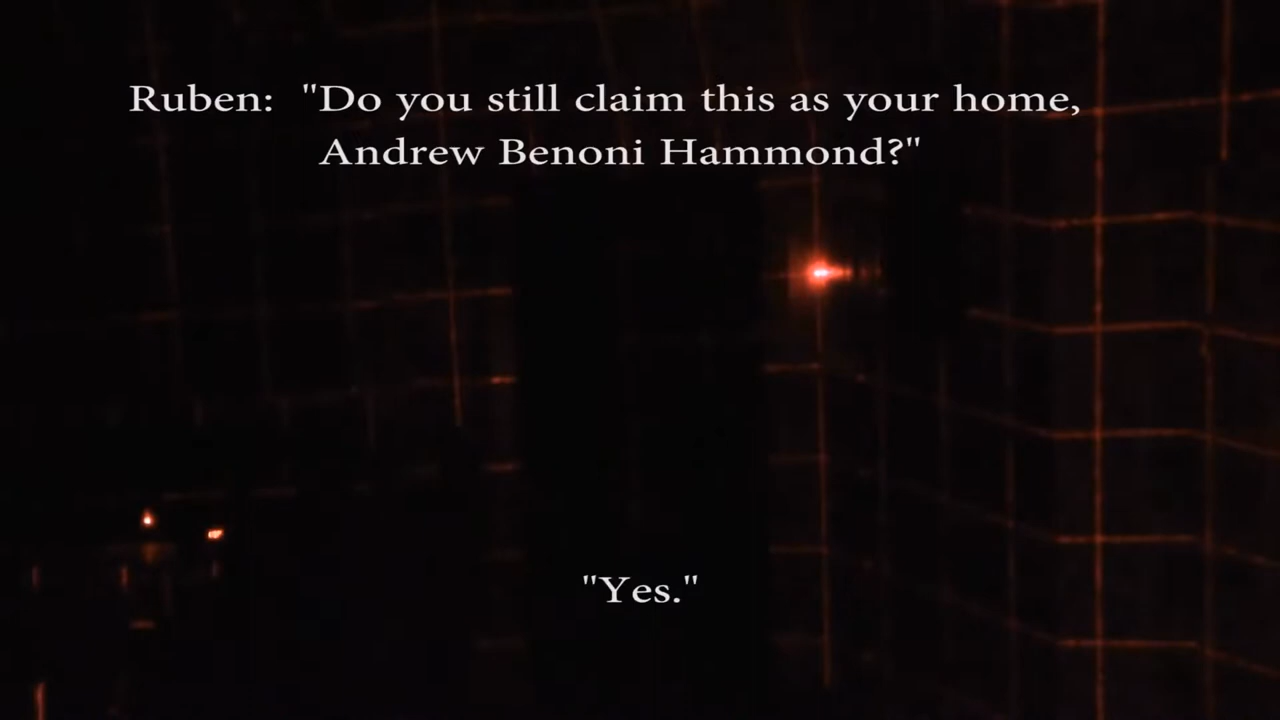 Ruben: "Do you still claim this as your home,
Andrew Benoni Hammond?"
"Yes."